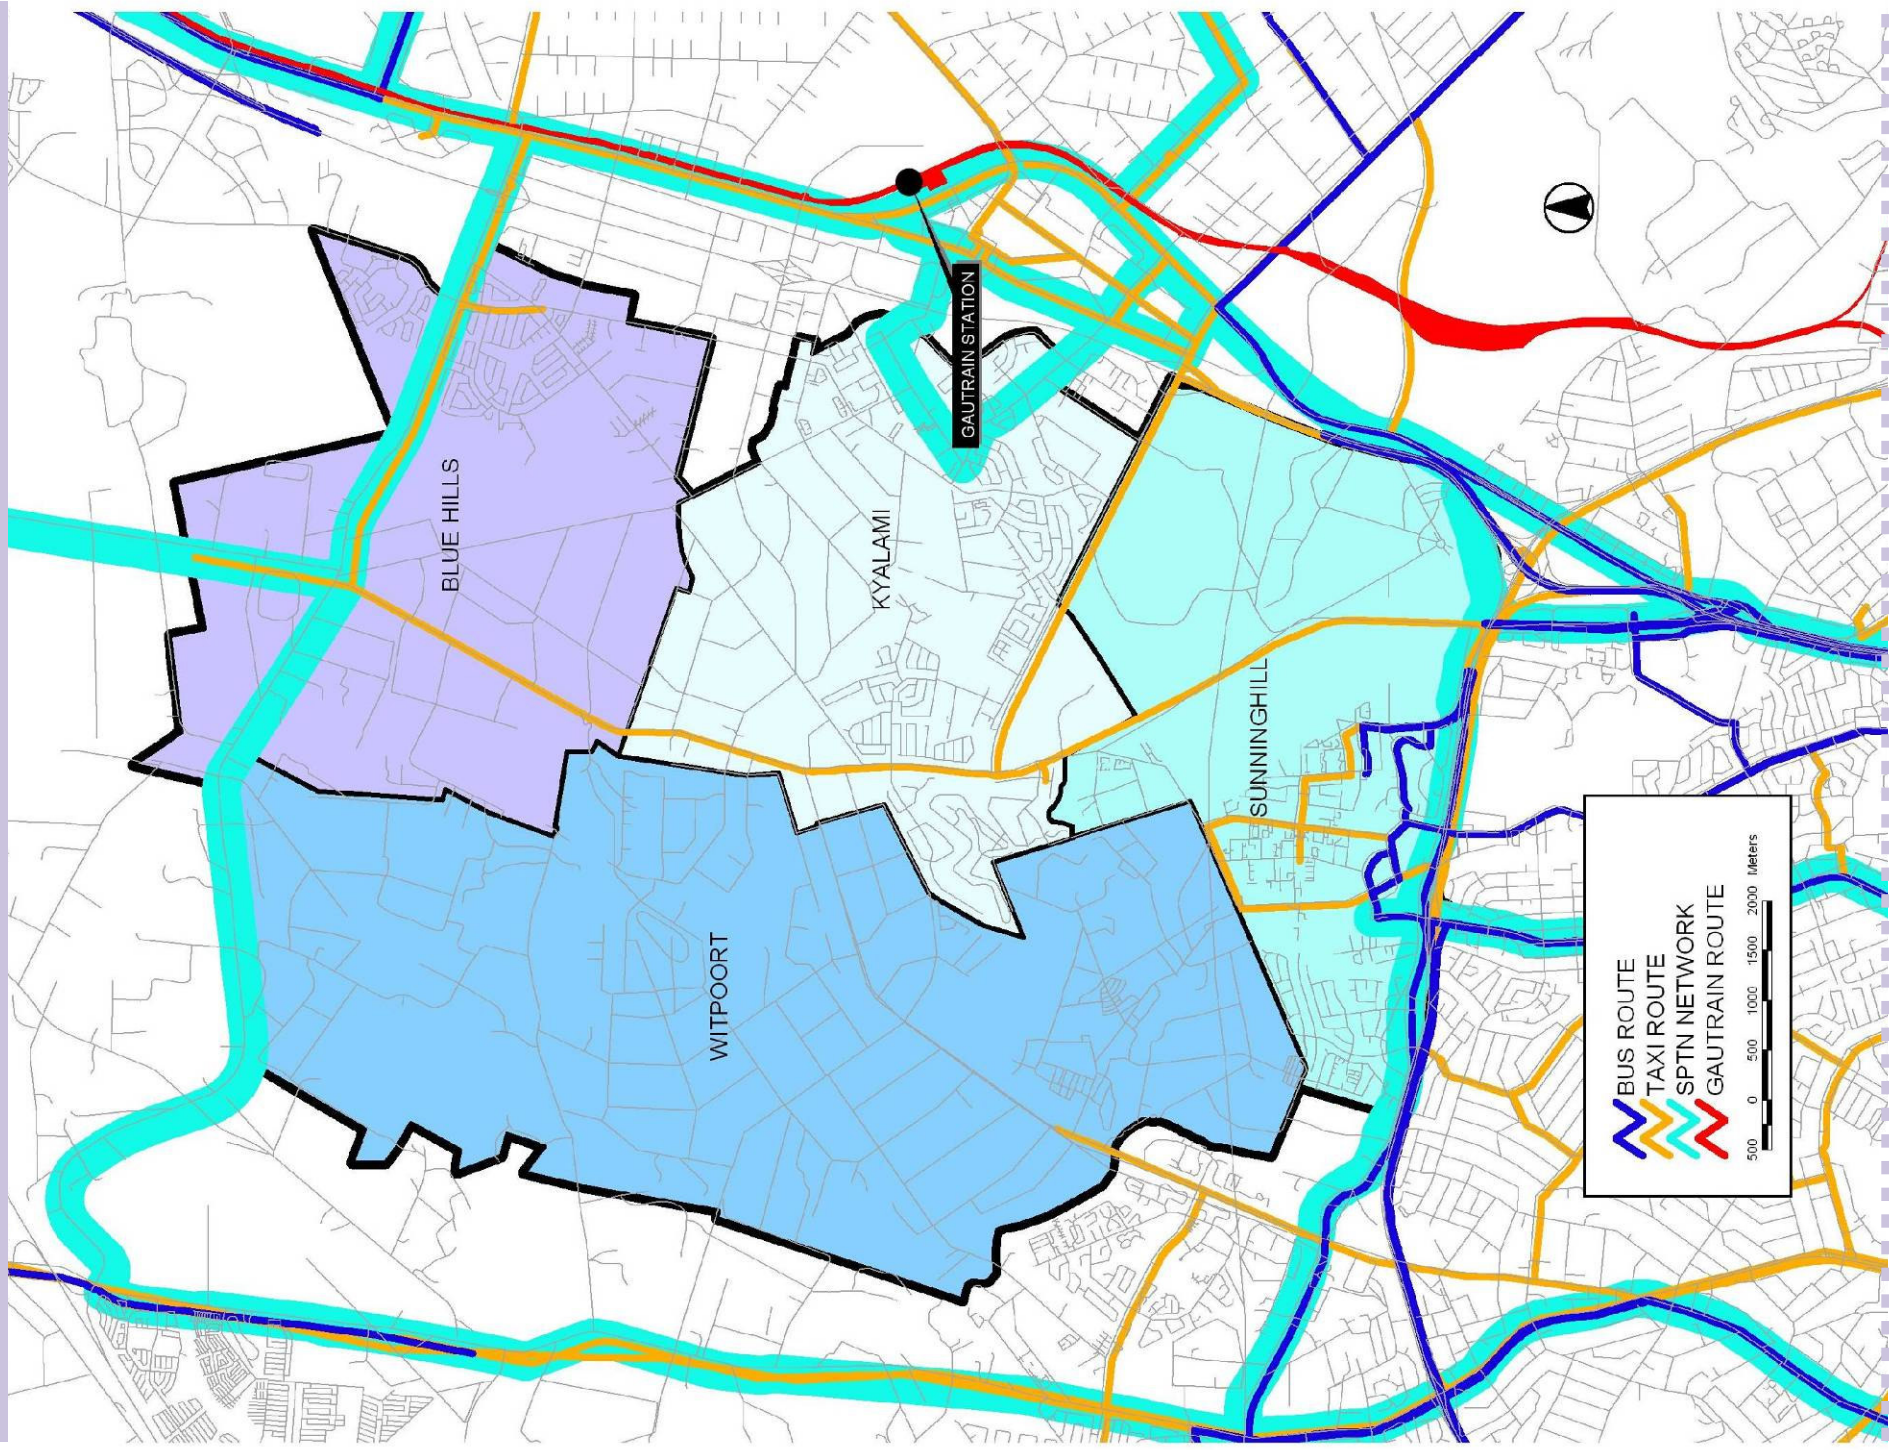 BLUE HILLS
KYALAMI
GAUTRAIN STATION
WITPOORT
SUNNINGHILL
BUS ROUTE
TAXI ROUTE
SPTN NETWORK
GAUTRAIN ROUTE
500 0 500 1000 1500 2000 Meters